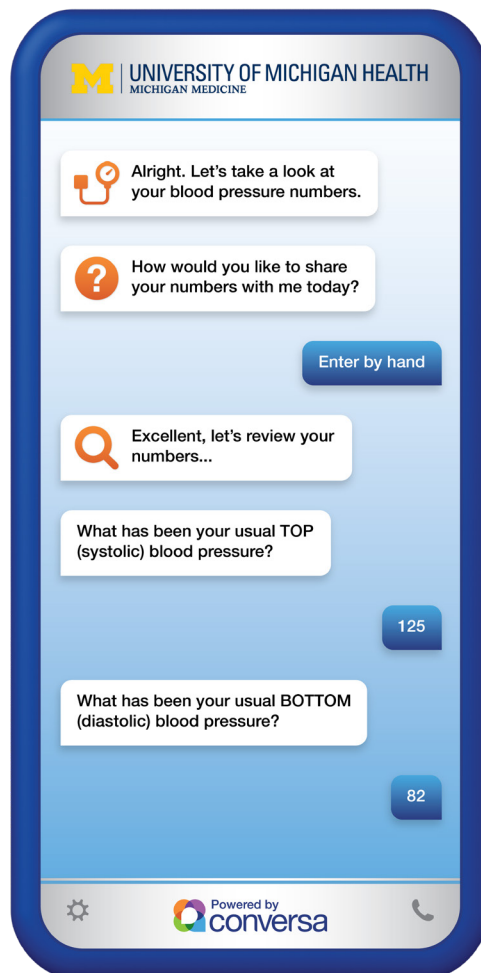 M
UNIVERSITY OF MICHIGAN HEALTH
MICHIGAN MEDICINE
Alright. Let's take a look at
your blood pressure numbers.
?
How would you like to share
your numbers with me today?
Enter by hand
Excellent, let's review your
numbers...
What has been your usual TOP
(systolic) blood pressure?
125
What has been your usual BOTTOM
(diastolic) blood pressure?
82
Powered by
conversa